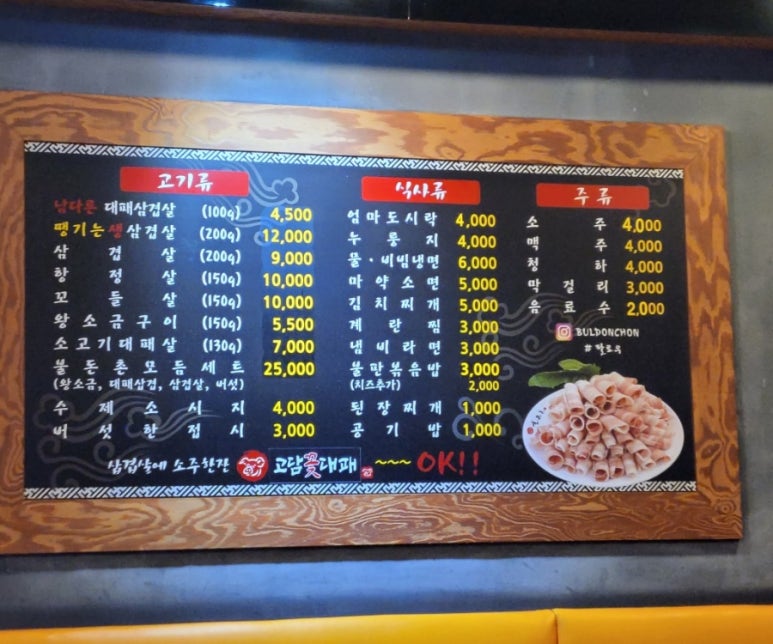 고기류
남다른 대패삼겹살 (100g) 4,500
땡기는 생삼겹살 (200g) 12,000
삼겹살 (200g) 9,000
항정살 (150g) 10,000
꼬들살 (150g) 10,000
왕소금구이 (150g) 5,500
소고기대패살 (130g) 7,000
불돈촌모듬세트 25,000
(왕소금, 대패삼겹, 삼겹살, 버섯)
수제소시지 4,000
버섯한접시 3,000
식사류
엄마도시락 4,000
누룽지 4,000
물·비빔냉면 6,000
마약소면 5,000
김치찌개 5,000
계란찜 3,000
냄비라면 3,000
불판볶음밥 3,000
(치즈추가) 2,000
된장찌개 1,000
공기밥 1,000
주류
소주 4,000
맥주 4,000
청하 4,000
막걸리 3,000
음료수 2,000
BULDONCHON
#팔로우
삼겹살에 소주한잔 고담꽃대패 ~~~ OK!!